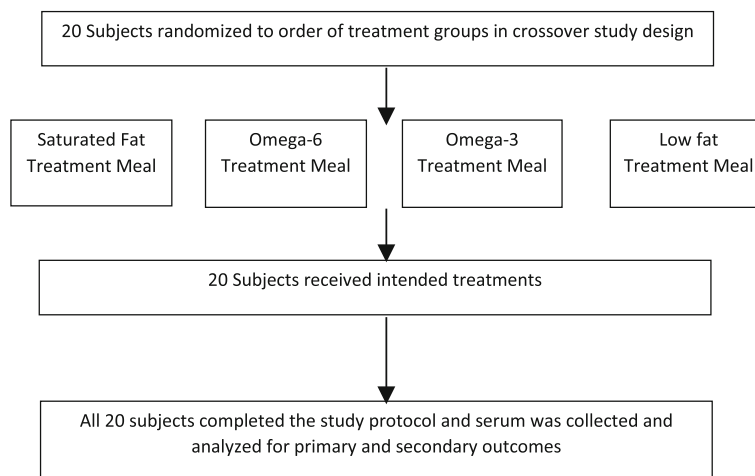 20 Subjects randomized to order of treatment groups in crossover study design
Saturated Fat
Treatment Meal
Omega-6
Treatment Meal
Omega-3
Treatment Meal
Low fat
Treatment Meal
20 Subjects received intended treatments
All 20 subjects completed the study protocol and serum was collected and
analyzed for primary and secondary outcomes